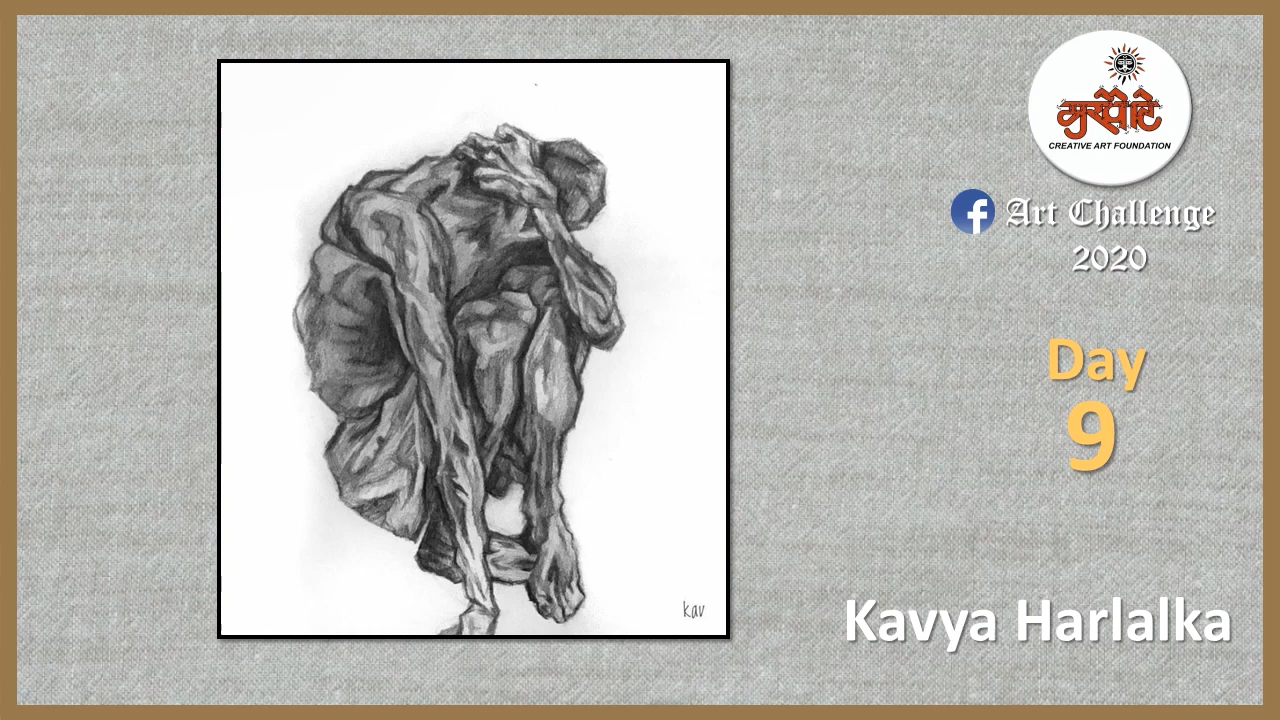 मुखौटे
CREATIVE ART FOUNDATION
f Art Challenge
2020
Day
9
kav
Kavya Harlalka